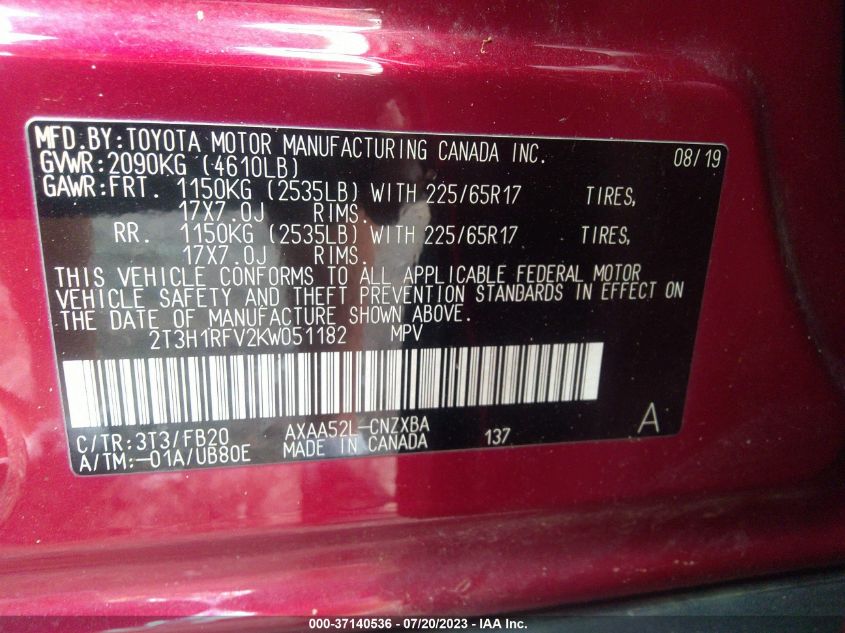 MFD.BY:TOYOTA MOTOR MANUFACTURING CANADA INC. 08/19
GVWR:2090KG (4610LB)
GAWR:FRT. 1150KG (2535LB) WITH 225/65R17 TIRES,
17X7.0J RIMS.
RR. 1150KG (2535LB) WITH 225/65R17 TIRES,
17X7.0J RIMS.
THIS VEHICLE CONFORMS TO ALL APPLICABLE FEDERAL MOTOR
VEHICLE SAFETY AND THEFT PREVENTION STANDARDS IN EFFECT ON
THE DATE OF MANUFACTURE SHOWN ABOVE.
2T3H1RFV2KW051182 MPV
C/TR:3T3/FB20 AXAA52L-CNZXBA A
A/TM:-01A/UB80E MADE IN CANADA 137
000-37140536 - 07/20/2023 - IAA Inc.